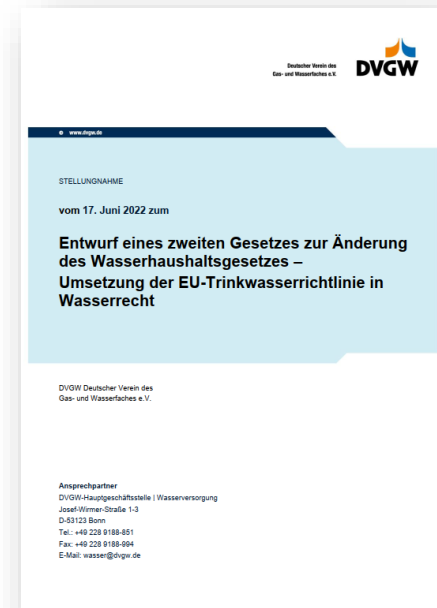 Deutscher Verein des
Gas- und Wasserfaches e.V.
DVGW
www.dvgw.de
STELLUNGNAHME
vom 17. Juni 2022 zum
Entwurf eines zweiten Gesetzes zur Änderung
des Wasserhaushaltsgesetzes –
Umsetzung der EU-Trinkwasserrichtlinie in
Wasserrecht
DVGW Deutscher Verein des
Gas- und Wasserfaches e.V.
Ansprechpartner
DVGW-Hauptgeschäftsstelle | Wasserversorgung
Josef-Wirmer-Straße 1-3
D-53123 Bonn
Tel.: +49 228 9188-851
Fax: +49 228 9188-994
E-Mail: wasser@dvgw.de